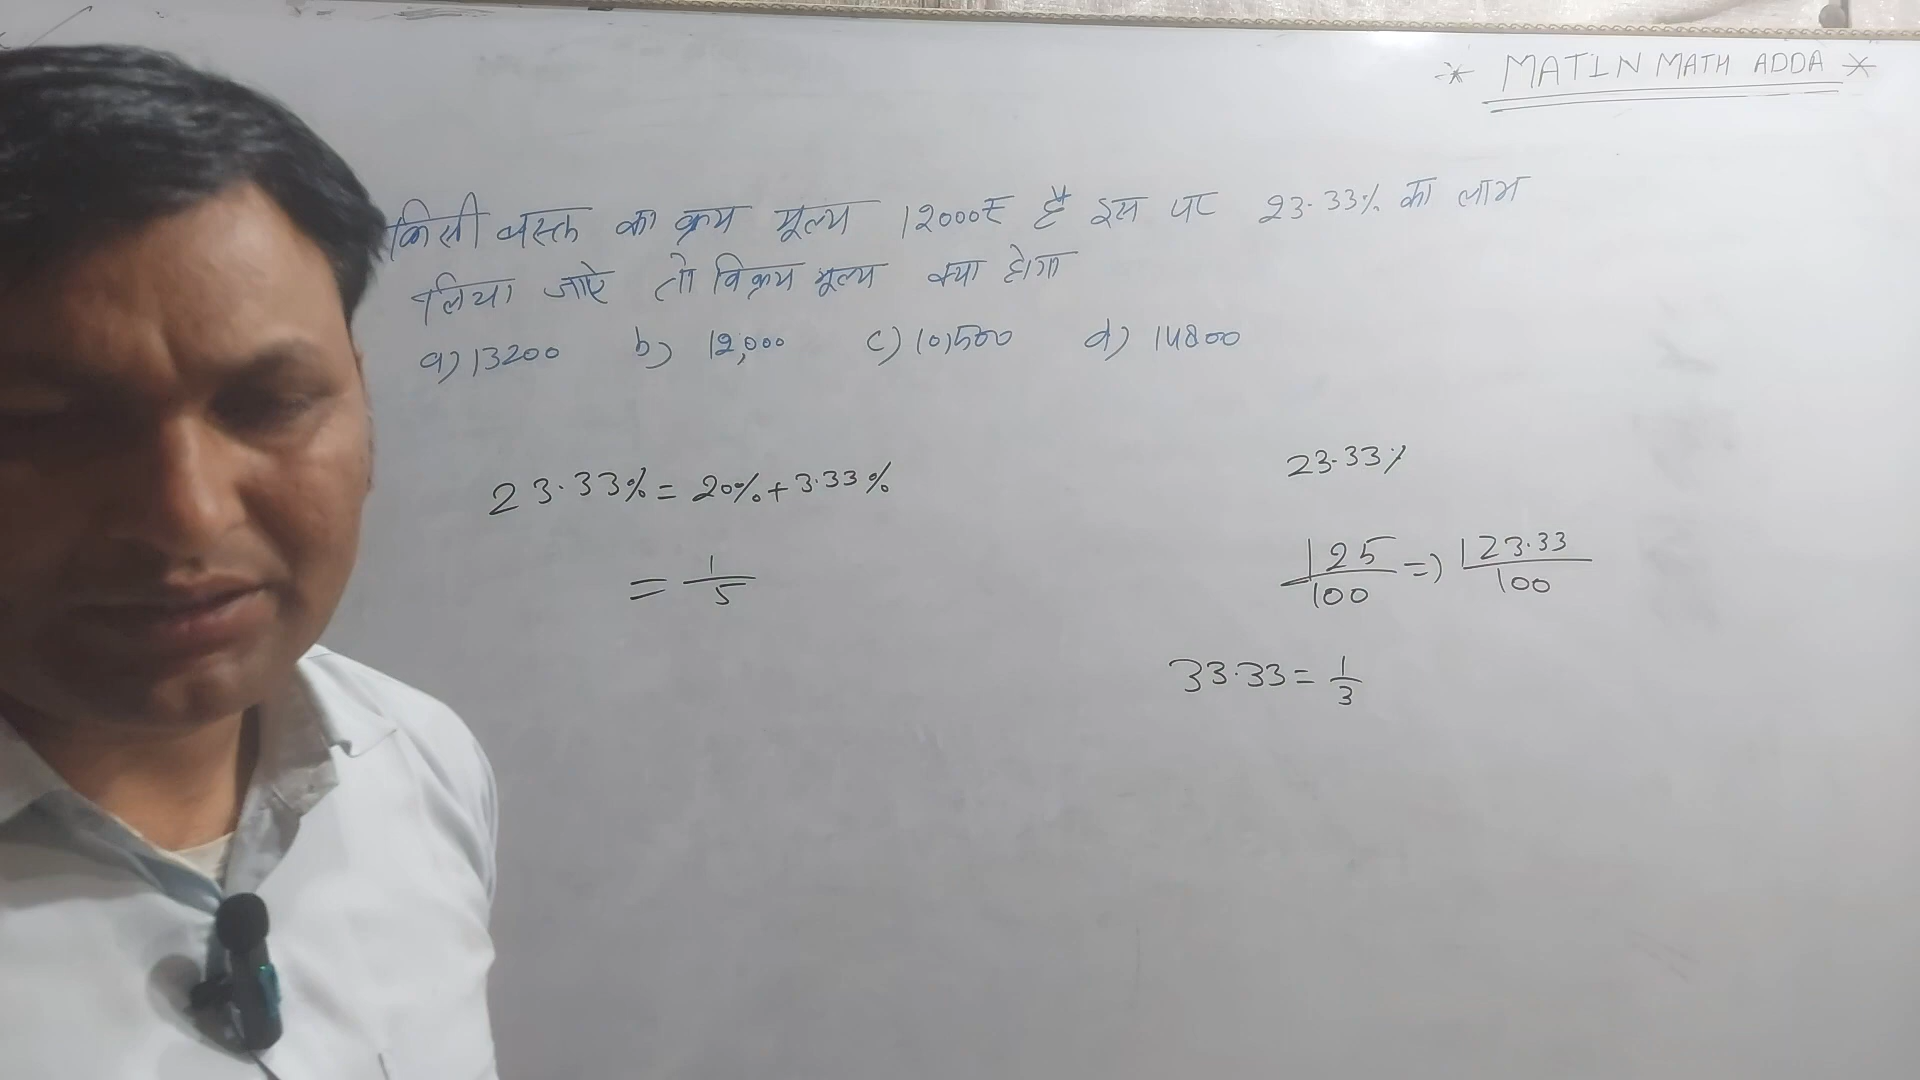 * MATIN MATH ADDA *
किसी वस्तु का क्रय मूल्य 12000₹ है इस पर 23.33% का लाभ
लिया जाऐ तो विक्रय मूल्य क्या होगा
a) 13200 b) 12,000 c) 10,500 d) 14800
23.33% = 20% + 3.33%
= 1/5
23.33%
125/100 => 123.33/100
33.33 = 1/3